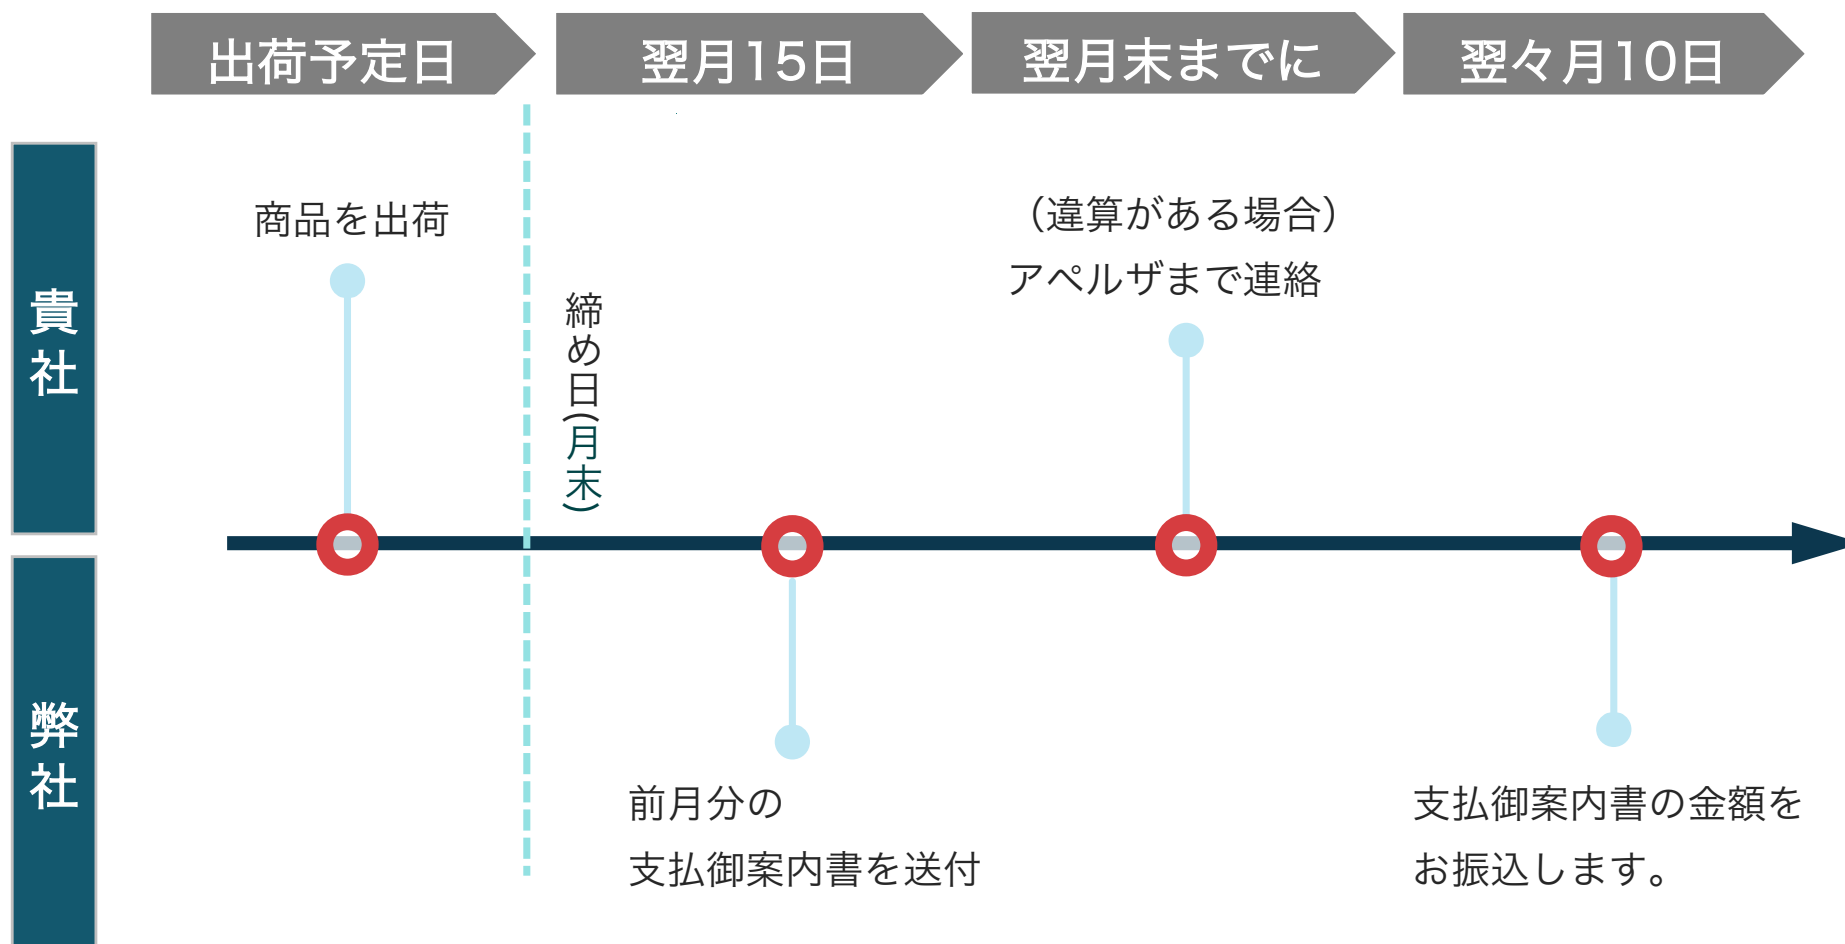 出荷予定日
翌月15日
翌月末までに
翌々月10日
貴社
商品を出荷
締め日(月末)
（違算がある場合）
アペルザまで連絡
弊社
前月分の
支払御案内書を送付
支払御案内書の金額を
お振込します。